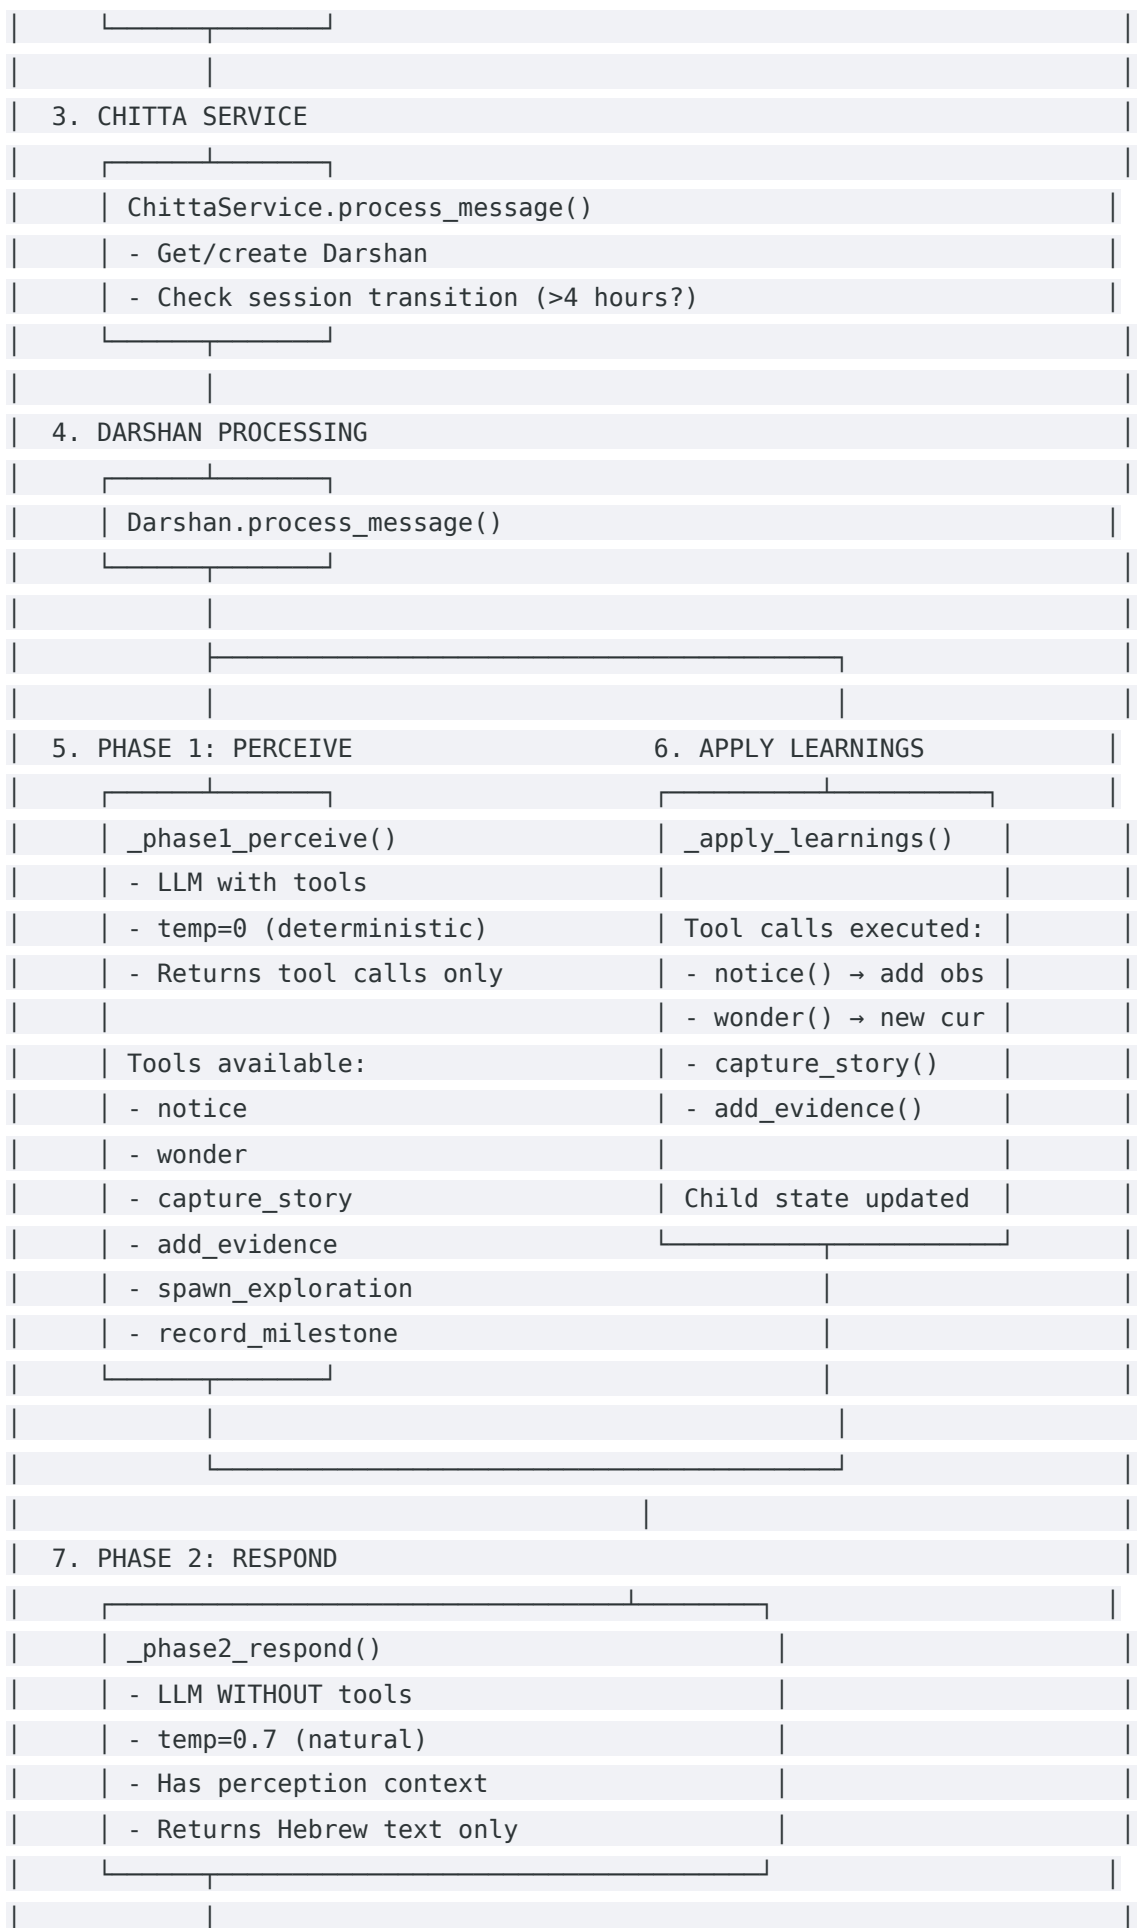 3. CHITTA SERVICE
ChittaService.process_message()
- Get/create Darshan
- Check session transition (>4 hours?)
4. DARSHAN PROCESSING
Darshan.process_message()
5. PHASE 1: PERCEIVE 6. APPLY LEARNINGS
_phase1_perceive() _apply_learnings()
- LLM with tools
- temp=0 (deterministic) Tool calls executed:
- Returns tool calls only - notice() → add obs
- wonder() → new cur
Tools available: - capture_story()
- notice - add_evidence()
- wonder
- capture_story Child state updated
- add_evidence
- spawn_exploration
- record_milestone
7. PHASE 2: RESPOND
_phase2_respond()
- LLM WITHOUT tools
- temp=0.7 (natural)
- Has perception context
- Returns Hebrew text only